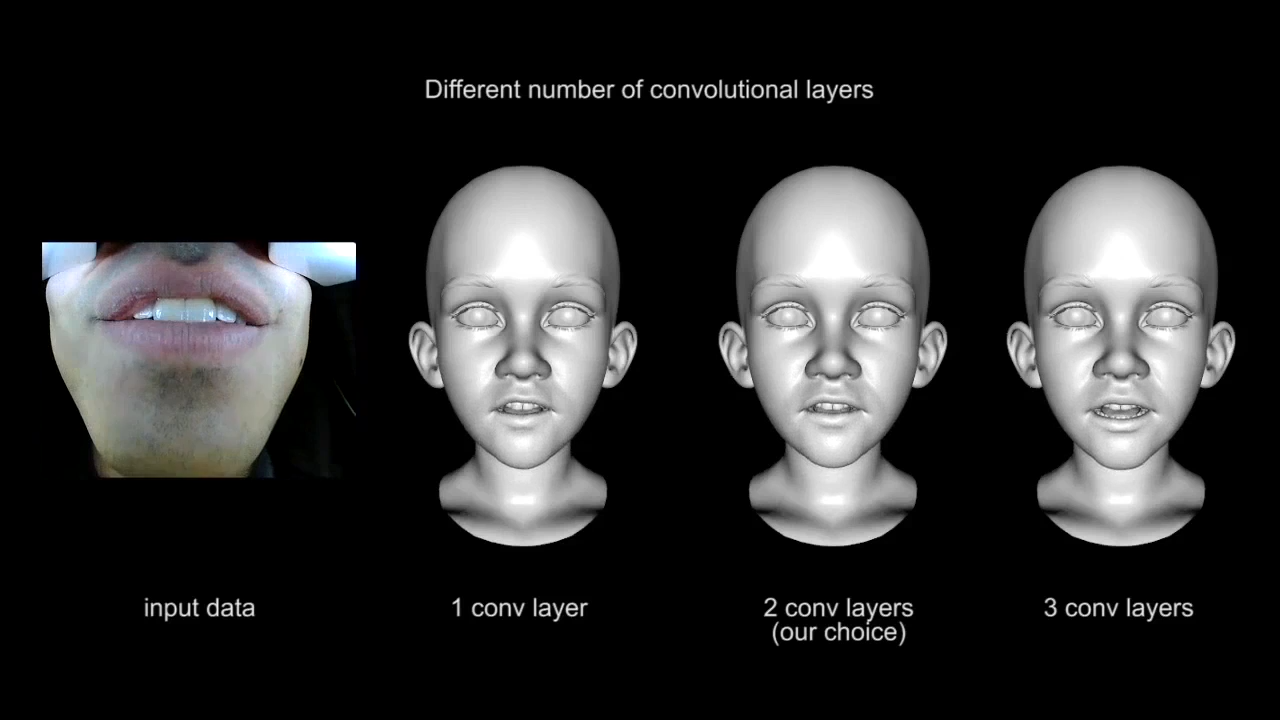 Different number of convolutional layers
input data
1 conv layer
2 conv layers
(our choice)
3 conv layers